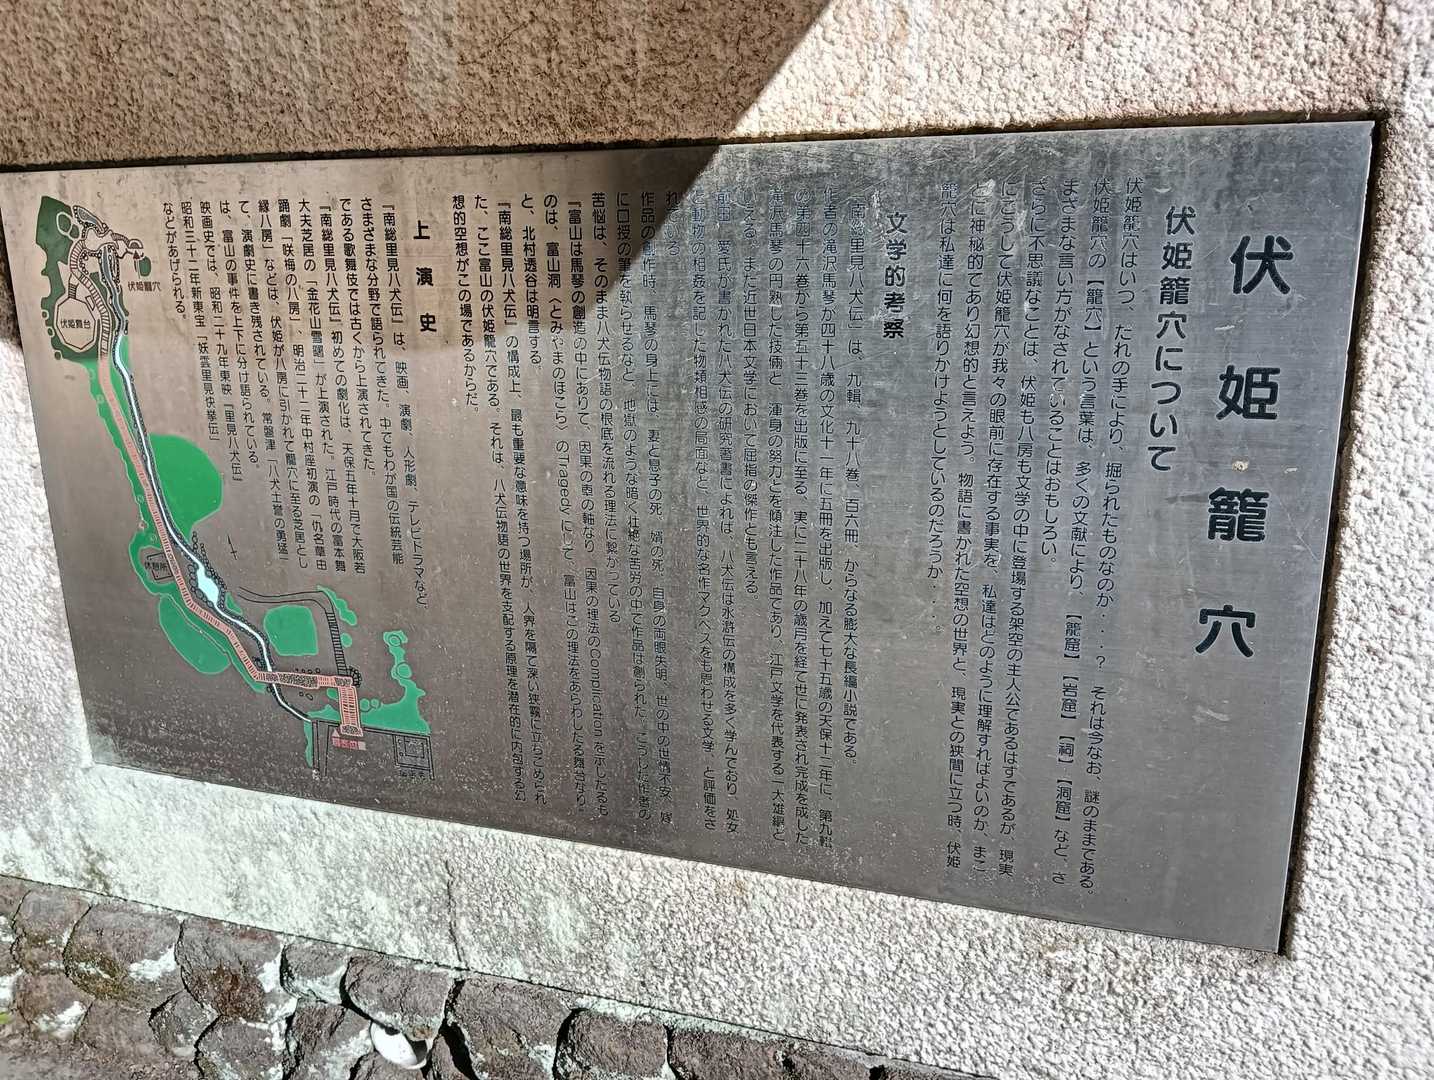 伏姫籠穴
伏姫籠穴について
伏姫籠穴はいつ、たれの手により、掘られたものなのか・・・・? それは今なお、謎のままである。
伏姫籠穴の【籠穴】という言葉は、多くの文献により、【籠窟】【岩窟】【祠】【洞窟】など、さ
まざまな言い方がなされていることはおもしろい。
さらに不思議なことは、伏姫も八房も文学の中に登場する架空の主人公であるはずであるが、現実
にこうして伏姫籠穴が我々の眼前に存在する事実を、私達はどのように理解すればよいのか、まこ
とに神秘的であり幻想的と言えよう。物語に書かれた空想の世界と、現実との狭間に立つ時、伏姫
籠穴は私達に何を語りかけようとしているのだろうか・・・・。
文学的考察
『南総里見八犬伝』は、九輯、九十八巻、百六冊、からなる膨大な長編小説である。
作者の滝沢馬琴が四十八歳の文化十一年に五冊を出版し、加えて七十五歳の天保十二年に、第九輯
の第四十六巻から第五十三巻を出版に至る、実に二十八年の歳月を経て世に発表され完成を成した
滝沢馬琴の円熟した技倆と、渾身の努力とを傾注した作品であり、江戸文学を代表する一大雄網と
いえる。また近世日本文学において屈指の傑作とも言える
前田 愛氏が書かれた八犬伝の研究著書によれば、八犬伝は水滸伝の構成を多く学んでおり、処女
と動物の相姦を記した物類相感の局面など、世界的な名作マクベスをも思わせる文学、と評価をさ
れている
作品の創作時、馬琴の身上には、妻と息子の死、婿の死、自身の両眼失明、世の中の世情不安、嫁
に口授の筆を執らせるなど、地獄のような暗く壮絶な苦労の中で作品は創られた、こうした作者の
苦悩は、そのまま八犬伝物語の根底を流れる理法に繋がっている
『富山は馬琴の創造の中にありて、因果の車の軸なり、因果の理法のComplicationを示したるも
のは、富山洞〈とみやまのほこら〉のTragedyにして、富山はこの理法をあらわしたる舞台なり』
と、北村透谷は明言する。
『南総里見八犬伝』の構成上、最も重要な意味を持つ場所が、人界を隔て深い狭霧に立ちこめられ
た、ここ富山の伏姫籠穴である。それは、八犬伝物語の世界を支配する原理を潜在的に内包する幻
想的空想がこの場であるからだ。
上演史
『南総里見八犬伝』は、映画、演劇、人形劇、テレビドラマなど、
さまざまな分野で語られてきた。中でもわが国の伝統芸能
である歌舞伎では古くから上演されてきた。
『南総里見八犬伝』初めての劇化は、天保五年十月で大阪若
大夫芝居の「金花山雪曙」が上演された。江戸時代の富本舞
踊劇「咲梅の八房」、明治二十二年中村座初演の「仇名草由
縁八房」などは、伏姫が八房に引かれて籠穴に至る芝居とし
て、演劇史に書き残されている。常磐津「八犬士誉の勇猛」
は、富山の事件を上下に分け語られている。
映画史では、昭和二十九年東映「里見八犬伝」
昭和三十二年新東宝「妖雲里見快挙伝」
などがあげられる。
伏姫籠穴
伏姫舞台
休憩所